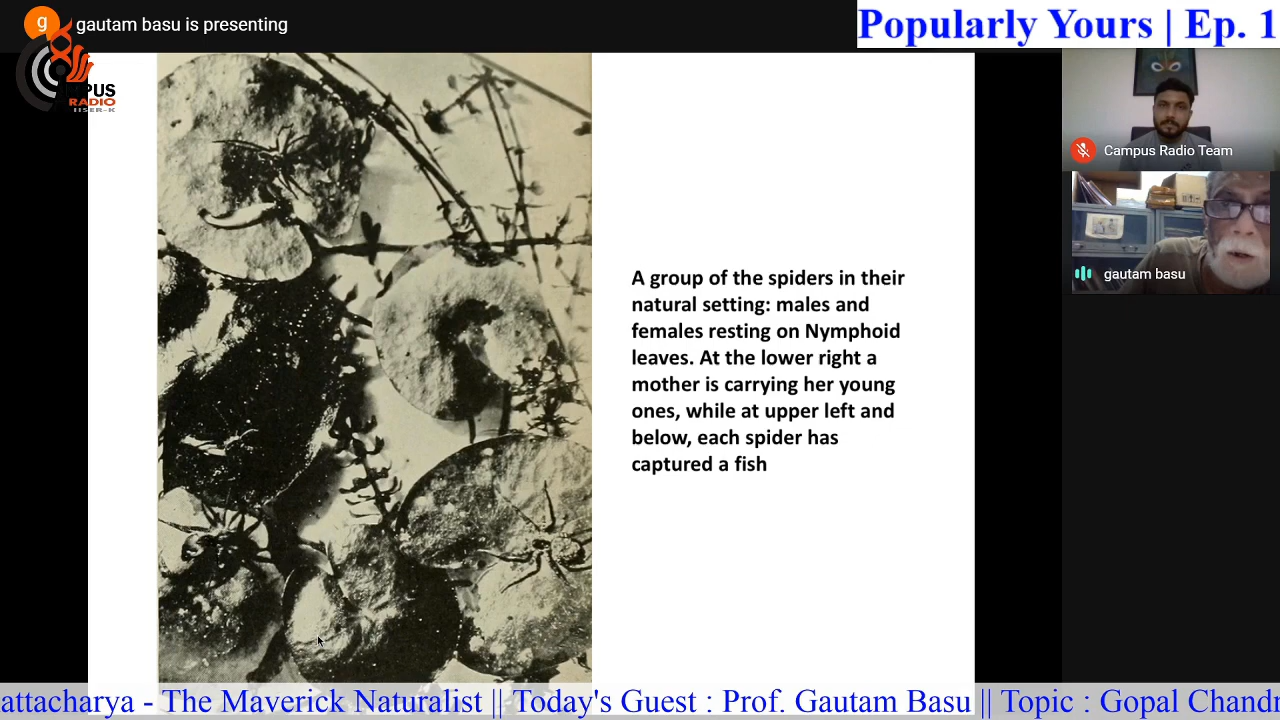 g
gautam basu is presenting
Popularly Yours | Ep. 1
RADIO
IISER-K
Campus Radio Team
gautam basu
A group of the spiders in their
natural setting: males and
females resting on Nymphoid
leaves. At the lower right a
mother is carrying her young
ones, while at upper left and
below, each spider has
captured a fish
attacharya - The Maverick Naturalist || Today's Guest : Prof. Gautam Basu || Topic : Gopal Chandr